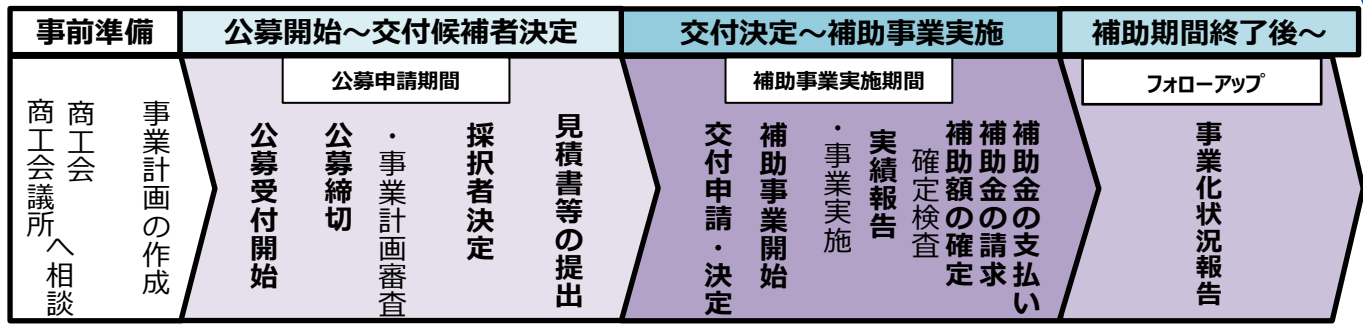 事前準備
公募開始～交付候補者決定
交付決定～補助事業実施
補助期間終了後～
公募申請期間
補助事業実施期間
フォローアップ
商工会議所
商工会
へ相談
事業計画の作成
公募受付開始
公募締切
・事業計画審査
採択者決定
見積書等の提出
交付申請・決定
補助事業開始
・事業実施
実績報告
確定検査
補助額の確定
補助金の請求
補助金の支払い
事業化状況報告